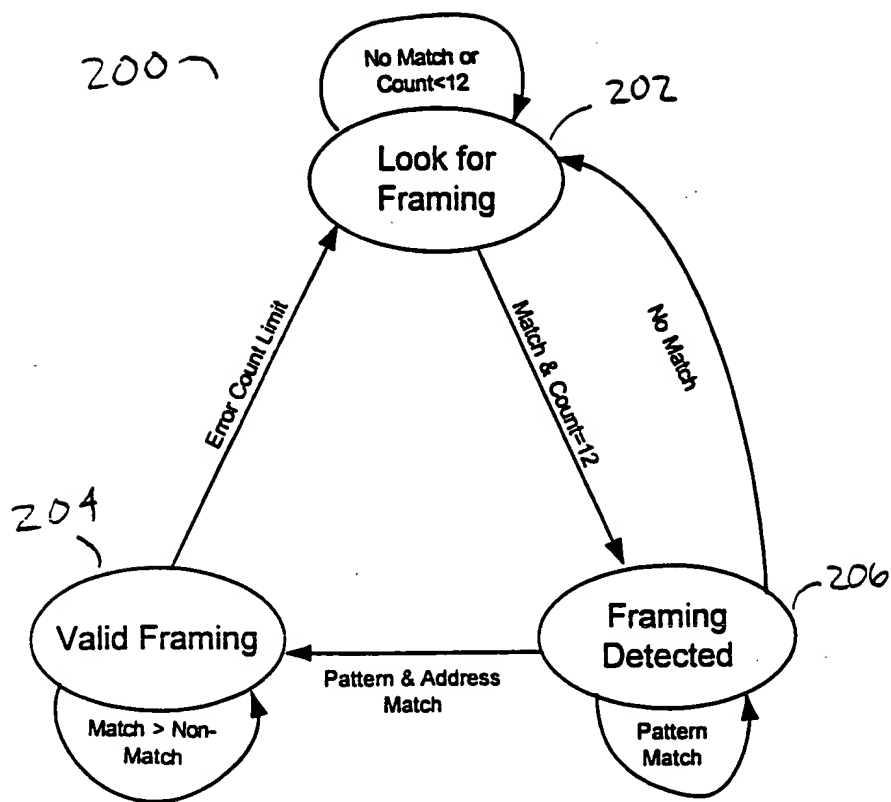 200
No Match or
Count<12
202
Look for
Framing
Error Count Limit
Match & Count=12
No Match
204
206
Valid Framing
Framing
Detected
Pattern & Address
Match
Match > Non-
Match
Pattern
Match